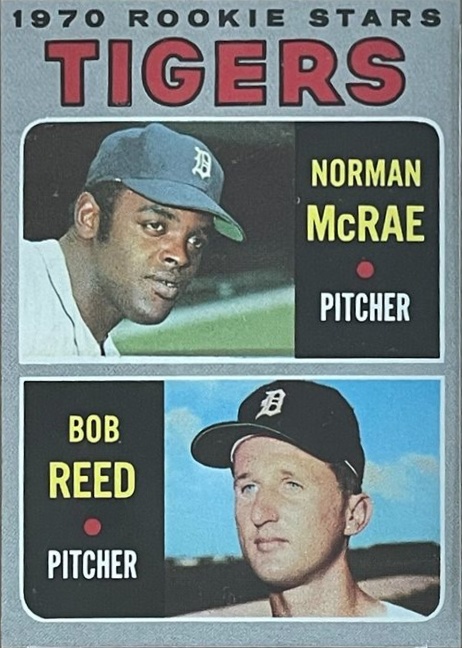 1970 ROOKIE STARS
TIGERS
D
NORMAN
McRAE
PITCHER
D
BOB
REED
PITCHER